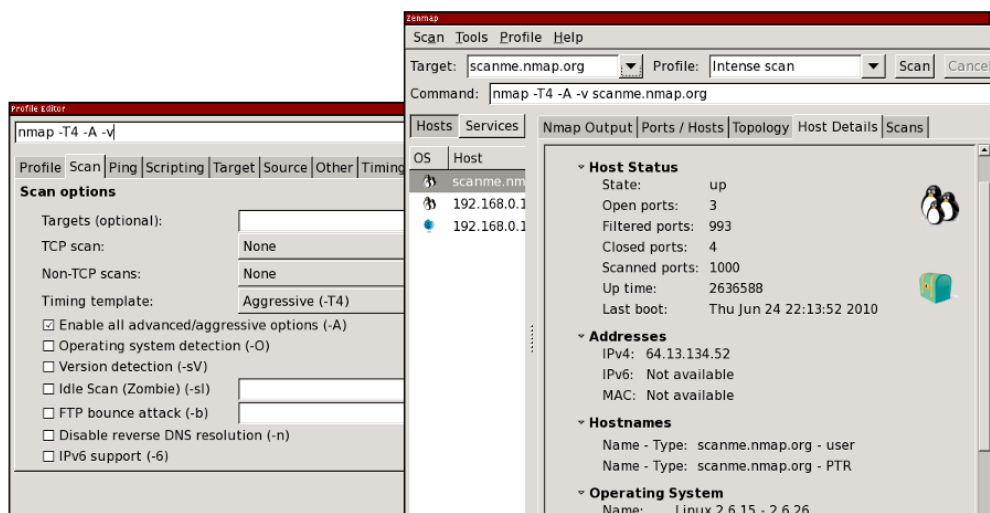 Zenmap
Scan Tools Profile Help
Target: scanme.nmap.org Profile: Intense scan Scan Cancel
Command: nmap -T4 -A -v scanme.nmap.org
Hosts Services
Nmap Output Ports / Hosts Topology Host Details Scans
OS Host
scanme.nm
192.168.0.1
192.168.0.1
Host Status
State: up
Open ports: 3
Filtered ports: 993
Closed ports: 4
Scanned ports: 1000
Up time: 2636588
Last boot: Thu Jun 24 22:13:52 2010
Addresses
IPv4: 64.13.134.52
IPv6: Not available
MAC: Not available
Hostnames
Name - Type: scanme.nmap.org - user
Name - Type: scanme.nmap.org - PTR
Operating System
Name: Linux 2.6.15 - 2.6.26
Profile Editor
nmap -T4 -A -v
Profile Scan Ping Scripting Target Source Other Timing
Scan options
Targets (optional):
TCP scan: None
Non-TCP scans: None
Timing template: Aggressive (-T4)
Enable all advanced/aggressive options (-A)
Operating system detection (-O)
Version detection (-sV)
Idle Scan (Zombie) (-sI)
FTP bounce attack (-b)
Disable reverse DNS resolution (-n)
IPv6 support (-6)